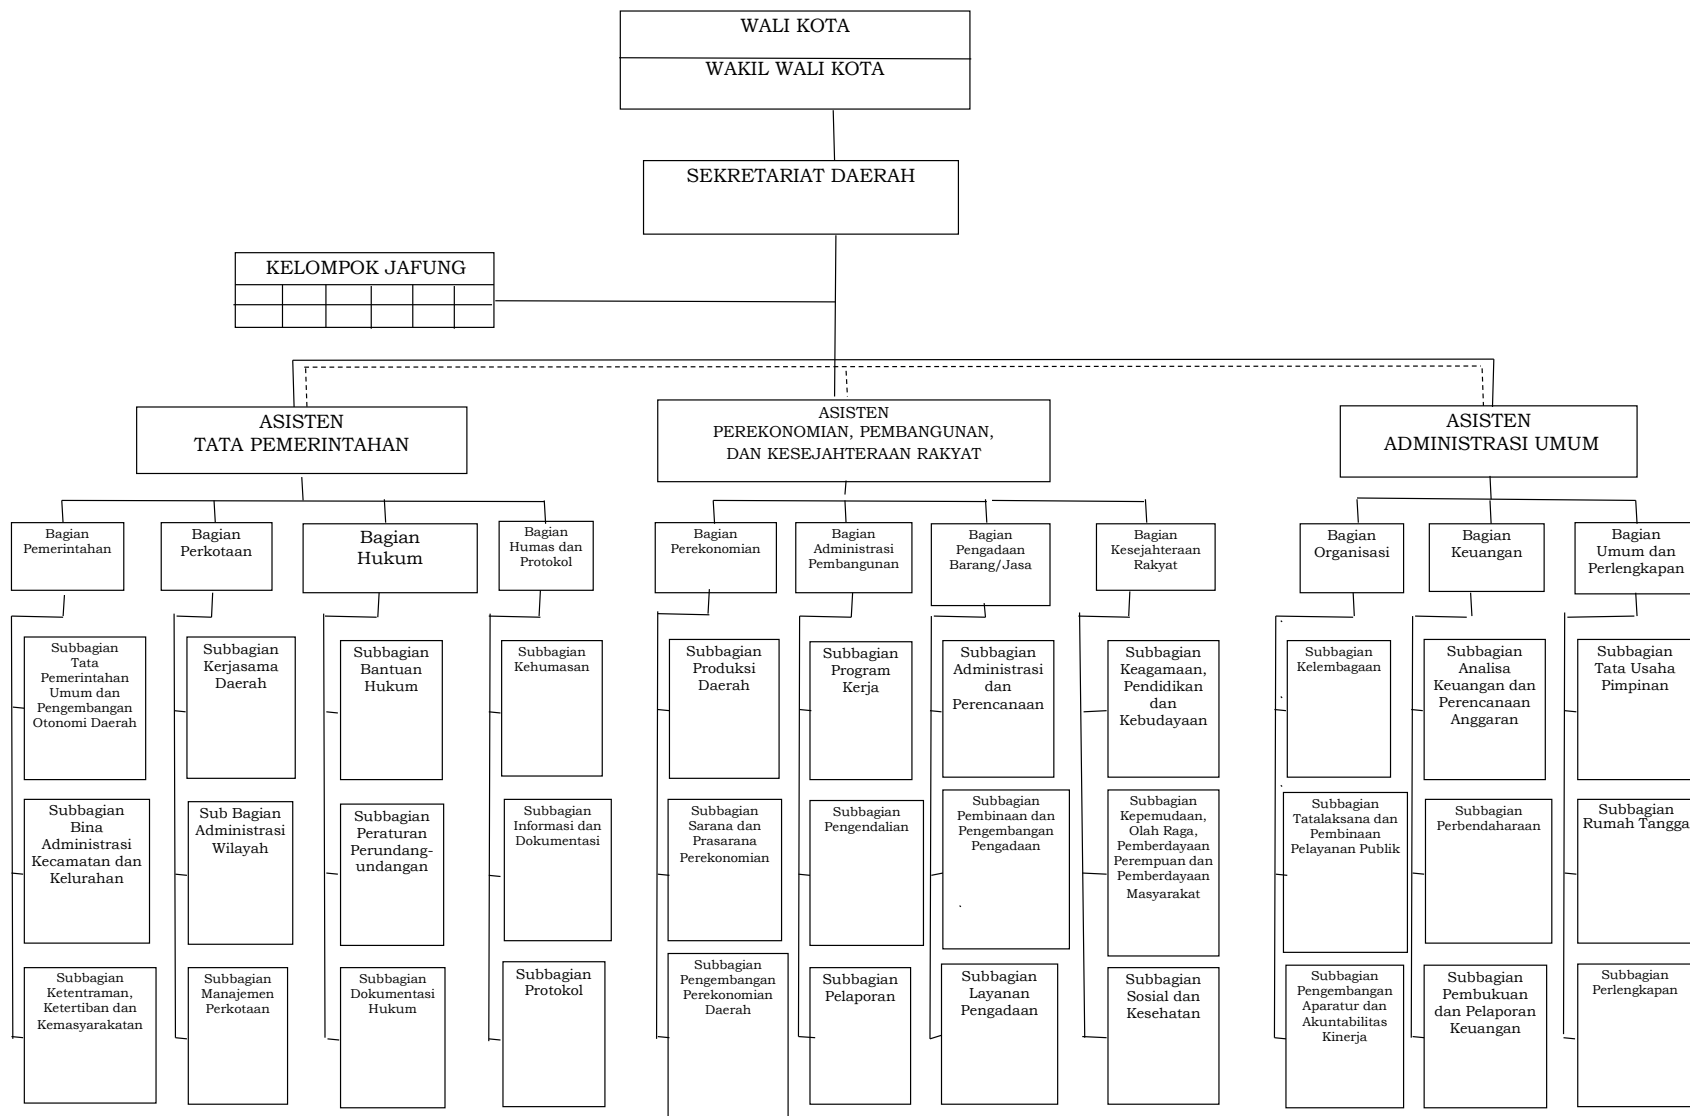 WALI KOTA
WAKIL WALI KOTA
SEKRETARIAT DAERAH
KELOMPOK JAFUNG
ASISTEN
TATA PEMERINTAHAN
ASISTEN
PEREKONOMIAN, PEMBANGUNAN,
DAN KESEJAHTERAAN RAKYAT
ASISTEN
ADMINISTRASI UMUM
Bagian
Pemerintahan
Bagian
Perkotaan
Bagian
Hukum
Bagian
Humas dan
Protokol
Bagian
Perekonomian
Bagian
Administrasi
Pembangunan
Bagian
Pengadaan
Barang/Jasa
Bagian
Kesejahteraan
Rakyat
Bagian
Organisasi
Bagian
Keuangan
Bagian
Umum dan
Perlengkapan
Subbagian
Tata
Pemerintahan
Umum dan
Pengembangan
Otonomi Daerah
Subbagian
Kerjasama
Daerah
Subbagian
Bantuan
Hukum
Subbagian
Kehumasan
Subbagian
Produksi
Daerah
Subbagian
Program
Kerja
Subbagian
Administrasi
dan
Perencanaan
Subbagian
Keagamaan,
Pendidikan
dan
Kebudayaan
Subbagian
Kelembagaan
Subbagian
Analisa
Keuangan dan
Perencanaan
Anggaran
Subbagian
Tata Usaha
Pimpinan
Subbagian
Bina
Administrasi
Kecamatan dan
Kelurahan
Sub Bagian
Administrasi
Wilayah
Subbagian
Peraturan
Perundang-
undangan
Subbagian
Informasi dan
Dokumentasi
Subbagian
Sarana dan
Prasarana
Perekonomian
Subbagian
Pengendalian
Subbagian
Pembinaan dan
Pengembangan
Pengadaan
Subbagian
Kepemudaan,
Olah Raga,
Pemberdayaan
Perempuan dan
Pemberdayaan
Masyarakat
Subbagian
Tatalaksana dan
Pembinaan
Pelayanan Publik
Subbagian
Perbendaharaan
Subbagian
Rumah Tangga
Subbagian
Ketentraman,
Ketertiban dan
Kemasyarakatan
Subbagian
Manajemen
Perkotaan
Subbagian
Dokumentasi
Hukum
Subbagian
Protokol
Subbagian
Pengembangan
Perekonomian
Daerah
Subbagian
Pelaporan
Subbagian
Layanan
Pengadaan
Subbagian
Sosial dan
Kesehatan
Subbagian
Pengembangan
Aparatur dan
Akuntabilitas
Kinerja
Subbagian
Pembukuan
dan Pelaporan
Keuangan
Subbagian
Perlengkapan